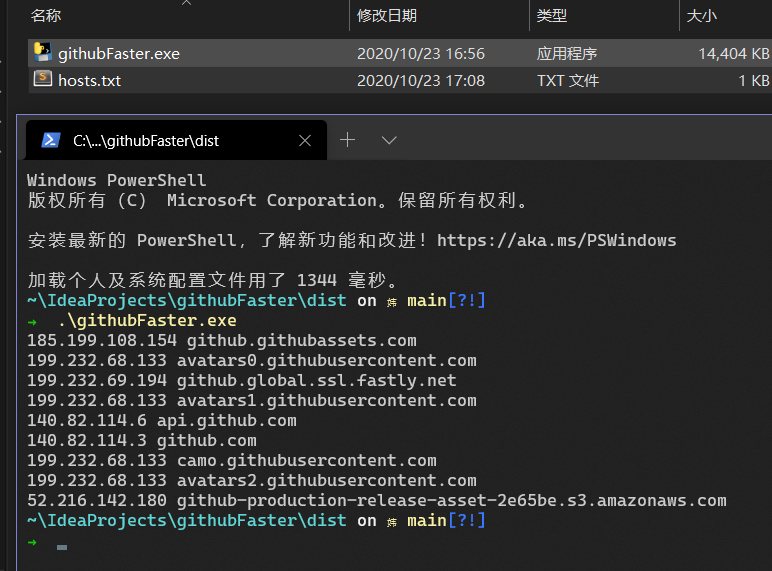 名称 修改日期 类型 大小
githubFaster.exe 2020/10/23 16:56 应用程序 14,404 KB
hosts.txt 2020/10/23 17:08 TXT 文件 1 KB
C:\...\githubFaster\dist
Windows PowerShell
版权所有 (C) Microsoft Corporation。保留所有权利。
安装最新的 PowerShell，了解新功能和改进！https://aka.ms/PSWindows
加载个人及系统配置文件用了 1344 毫秒。
~\IdeaProjects\githubFaster\dist on main[?!]
→ .\githubFaster.exe
185.199.108.154 github.githubassets.com
199.232.68.133 avatars0.githubusercontent.com
199.232.69.194 github.global.ssl.fastly.net
199.232.68.133 avatars1.githubusercontent.com
140.82.114.6 api.github.com
140.82.114.3 github.com
199.232.68.133 camo.githubusercontent.com
199.232.68.133 avatars2.githubusercontent.com
52.216.142.180 github-production-release-asset-2e65be.s3.amazonaws.com
~\IdeaProjects\githubFaster\dist on main[?!]
→